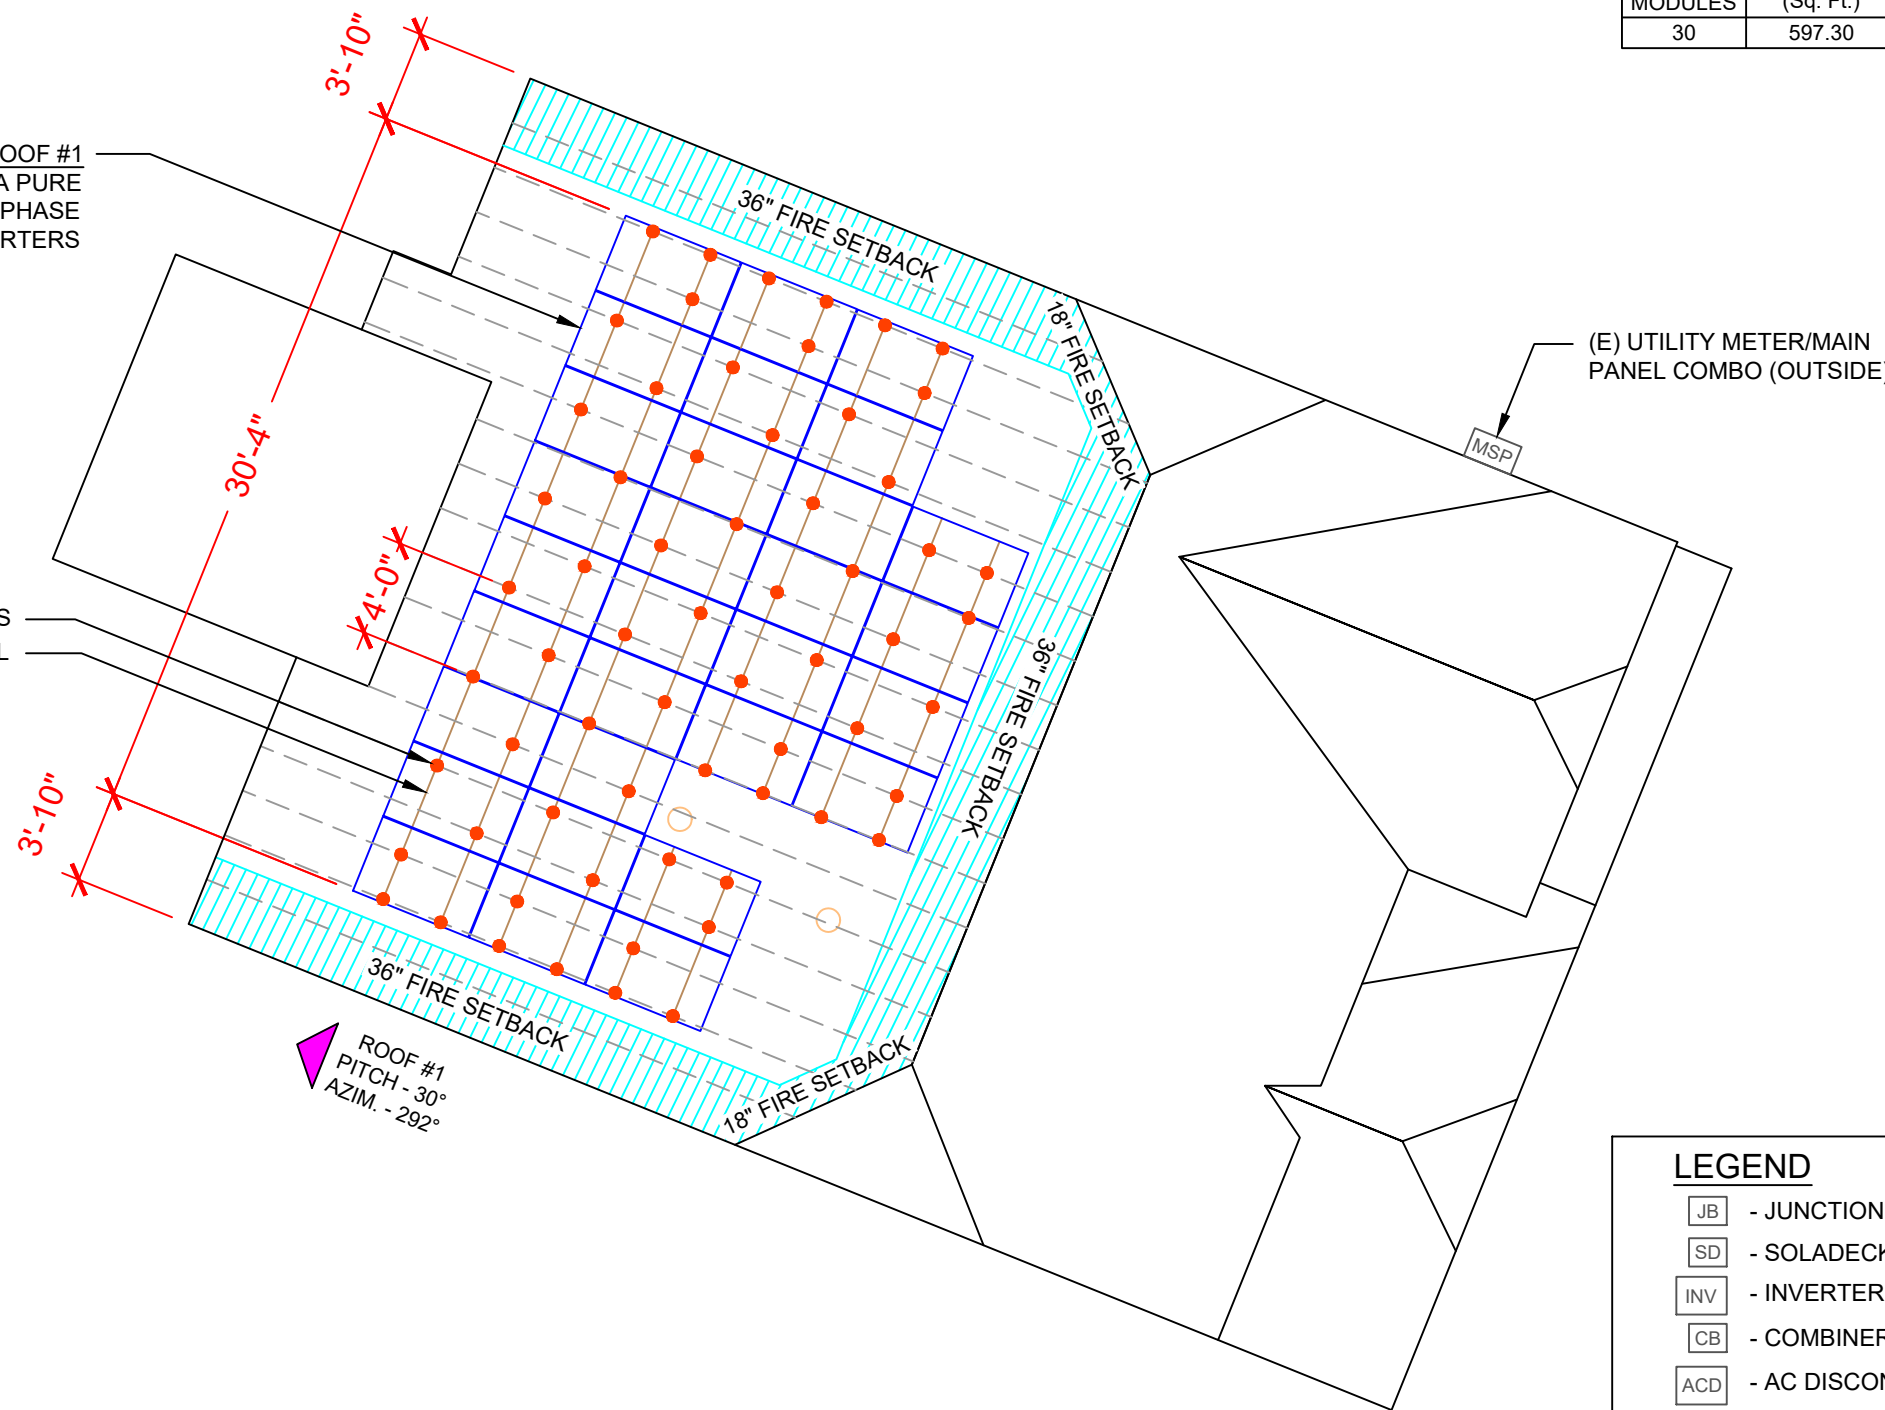 MODULES (Sq. Ft.)
30 597.30
3'-10"
ROOF #1
A PURE
PHASE
RTERS
36" FIRE SETBACK
18" FIRE SETBACK
(E) UTILITY METER/MAIN
PANEL COMBO (OUTSIDE)
MSP
30'-4"
4'-0"
S
L
36" FIRE SETBACK
3'-10"
36" FIRE SETBACK
18" FIRE SETBACK
ROOF #1
PITCH - 30°
AZIM. - 292°
LEGEND
JB - JUNCTION
SD - SOLADECK
INV - INVERTER
CB - COMBINER
ACD - AC DISCON